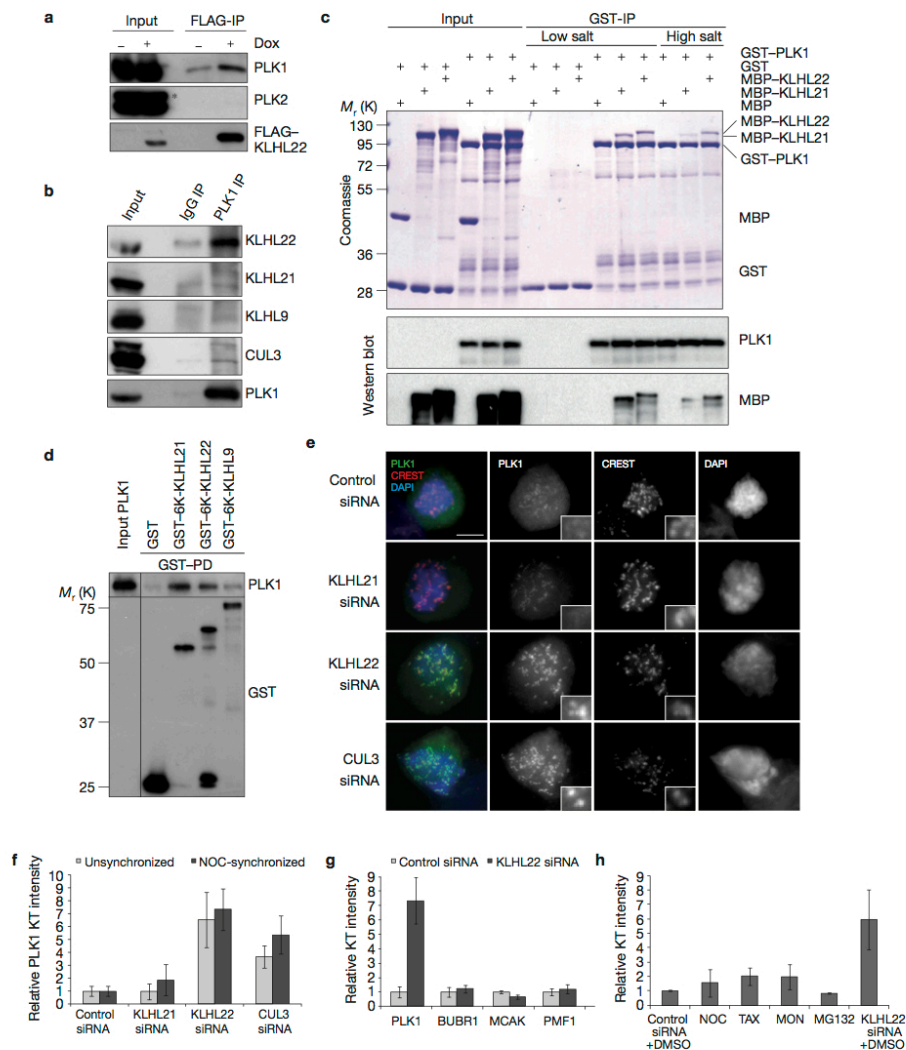 a
Input FLAG-IP
– + – + Dox
PLK1
PLK2
FLAG–
KLHL22
b
Input
IgG IP
PLK1 IP
KLHL22
KLHL21
KLHL9
CUL3
PLK1
c
Input GST-IP
Low salt High salt
+ + + + + + + + + GST–PLK1
+ + + + + + GST
+ + + + + MBP–KLHL22
+ + + + + MBP–KLHL21
+ + + + + MBP
Mr (K)
130
95
72
55
36
28
Coomassie
MBP–KLHL22
MBP–KLHL21
GST–PLK1
MBP
GST
Western blot
PLK1
MBP
d
Input PLK1
GST
GST–6K-KLHL21
GST–6K-KLHL22
GST–6K-KLHL9
GST–PD
Mr (K)
PLK1
75
50
37
25
GST
e
PLK1
CREST
DAPI
PLK1 CREST DAPI
Control
siRNA
KLHL21
siRNA
KLHL22
siRNA
CUL3
siRNA
f
Unsynchronized NOC-synchronized
Relative PLK1 KT intensity
10
9
8
7
6
5
4
3
2
1
0
Control
siRNA
KLHL21
siRNA
KLHL22
siRNA
CUL3
siRNA
g
Control siRNA KLHL22 siRNA
Relative KT intensity
9
8
7
6
5
4
3
2
1
0
PLK1 BUBR1 MCAK PMF1
h
Relative KT intensity
9
8
7
6
5
4
3
2
1
0
Control
siRNA
+DMSO
NOC TAX MON MG132
KLHL22
siRNA
+DMSO